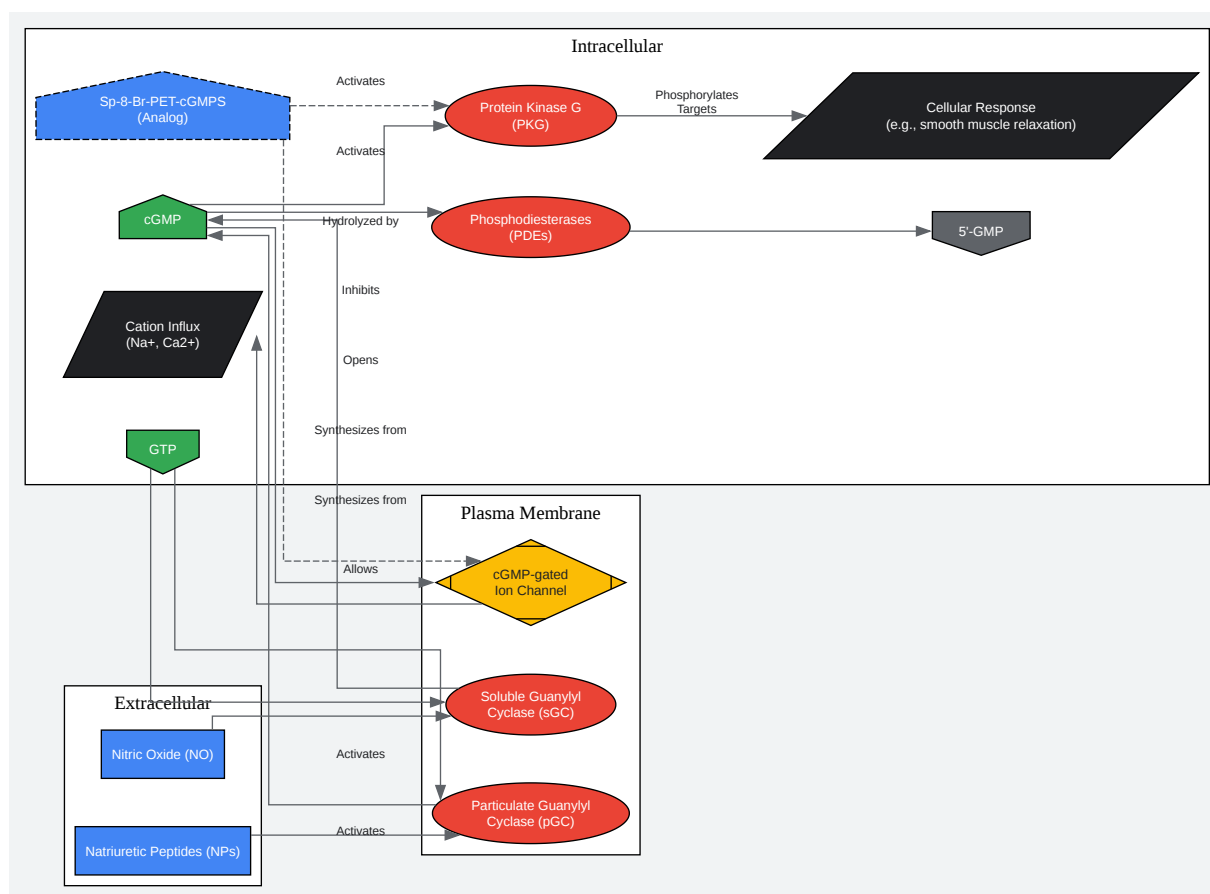 Intracellular
Sp-8-Br-PET-cGMPS
(Analog)
Activates
Protein Kinase G
(PKG)
Phosphorylates
Targets
Cellular Response
(e.g., smooth muscle relaxation)
Activates
cGMP
Hydrolyzed by
Phosphodiesterases
(PDEs)
5'-GMP
Inhibits
Cation Influx
(Na+, Ca2+)
Opens
Synthesizes from
GTP
Synthesizes from
Plasma Membrane
Allows
cGMP-gated
Ion Channel
Extracellular
Soluble Guanylyl
Cyclase (sGC)
Nitric Oxide (NO)
Activates
Particulate Guanylyl
Cyclase (pGC)
Activates
Natriuretic Peptides (NPs)